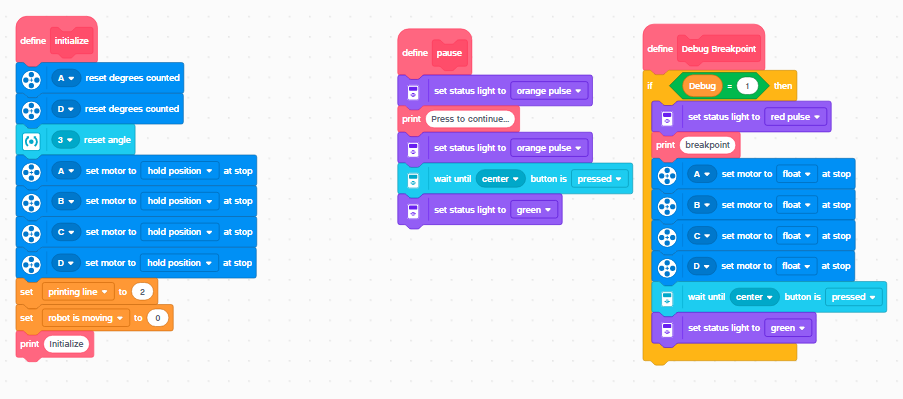 define initialize
A reset degrees counted
D reset degrees counted
3 reset angle
A set motor to hold position at stop
B set motor to hold position at stop
C set motor to hold position at stop
D set motor to hold position at stop
set printing line to 2
set robot is moving to 0
print Initialize
define pause
set status light to orange pulse
print Press to continue...
set status light to orange pulse
wait until center button is pressed
set status light to green
define Debug Breakpoint
if Debug = 1 then
set status light to red pulse
print breakpoint
A set motor to float at stop
B set motor to float at stop
C set motor to float at stop
D set motor to float at stop
wait until center button is pressed
set status light to green